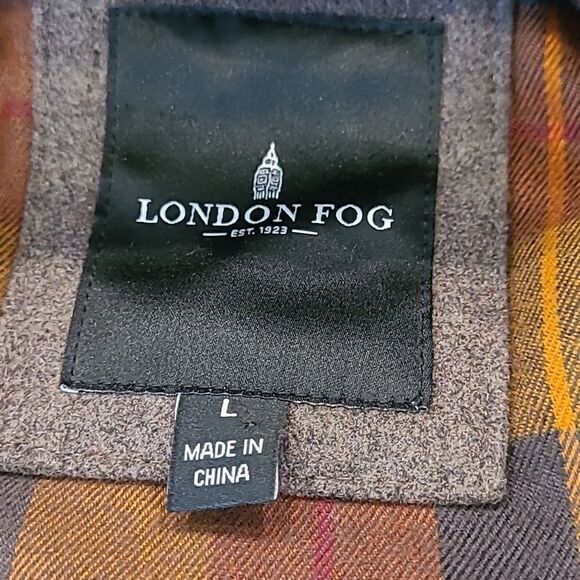 LONDON FOG
EST. 1923
L
MADE IN
CHINA